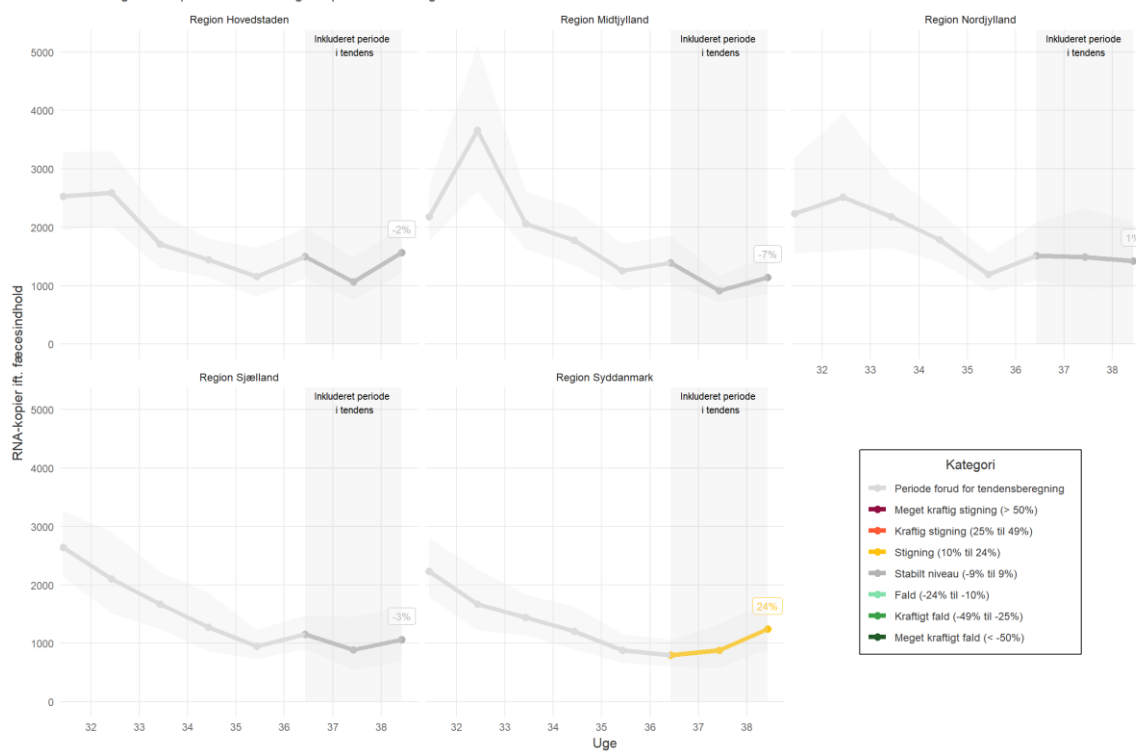 Region Hovedstaden
Region Midtjylland
Region Nordjylland
Inkluderet periode
i tendens
Inkluderet periode
i tendens
Inkluderet periode
i tendens
5000
4000
3000
2000
1000
0
-2%
-7%
1%
32 33 34 35 36 37 38
RNA-kopier ift. fæcesindhold
Region Sjælland
Region Syddanmark
Inkluderet periode
i tendens
Inkluderet periode
i tendens
5000
4000
3000
2000
1000
0
-3%
24%
32 33 34 35 36 37 38
32 33 34 35 36 37 38
Uge
Kategori
Periode forud for tendensberegning
Meget kraftig stigning (> 50%)
Kraftig stigning (25% til 49%)
Stigning (10% til 24%)
Stabilt niveau (-9% til 9%)
Fald (-24% til -10%)
Kraftigt fald (-49% til -25%)
Meget kraftigt fald (< -50%)